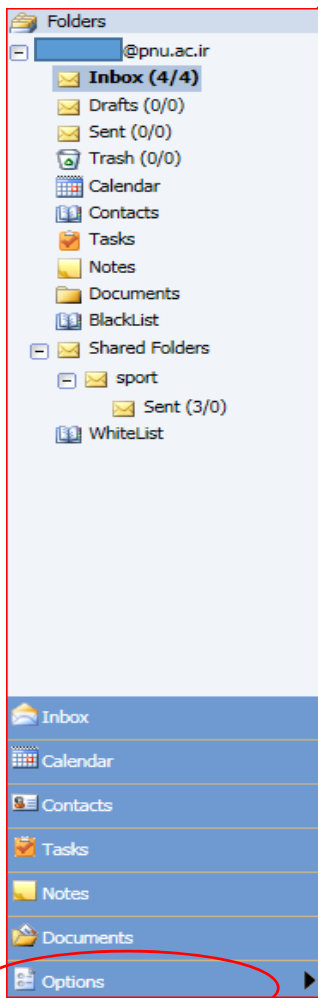 Folders
@pnu.ac.ir
Inbox (4/4)
Drafts (0/0)
Sent (0/0)
Trash (0/0)
Calendar
Contacts
Tasks
Notes
Documents
BlackList
Shared Folders
sport
Sent (3/0)
WhiteList
Inbox
Calendar
Contacts
Tasks
Notes
Documents
Options